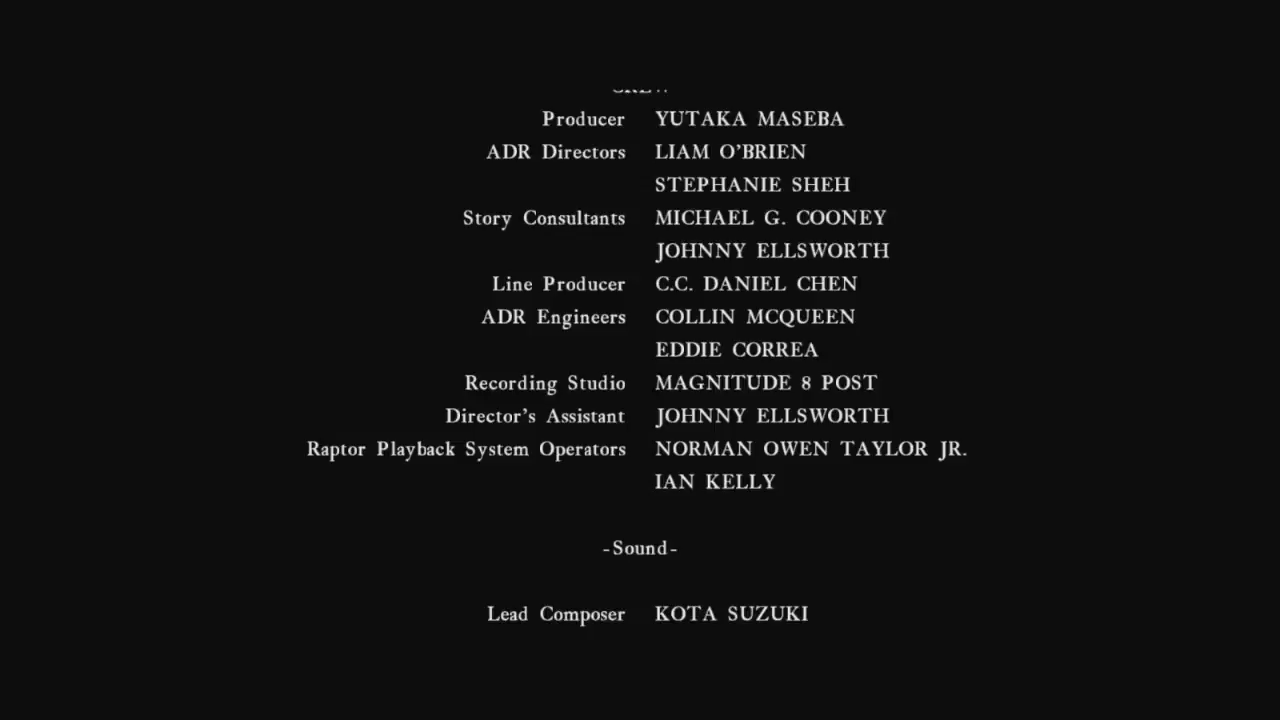 CREW
Producer YUTAKA MASEBA
ADR Directors LIAM O'BRIEN
STEPHANIE SHEH
Story Consultants MICHAEL G. COONEY
JOHNNY ELLSWORTH
Line Producer C.C. DANIEL CHEN
ADR Engineers COLLIN MCQUEEN
EDDIE CORREA
Recording Studio MAGNITUDE 8 POST
Director's Assistant JOHNNY ELLSWORTH
Raptor Playback System Operators NORMAN OWEN TAYLOR JR.
IAN KELLY
-Sound-
Lead Composer KOTA SUZUKI